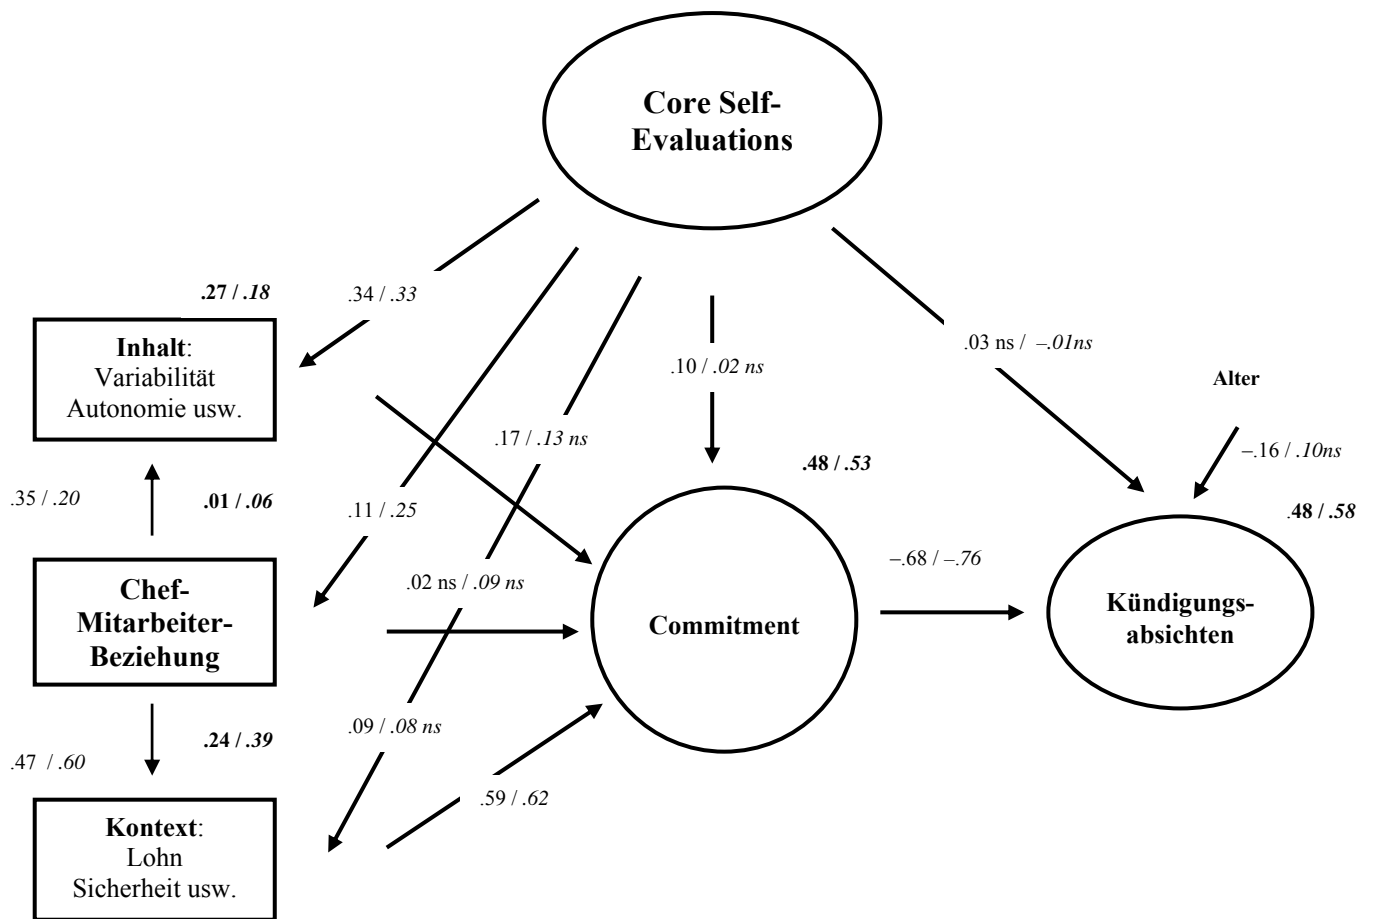 Core Self-
Evaluations
.27 / .18
.34 / .33
Inhalt:
Variabilität
Autonomie usw.
.03 ns / –.01ns
.10 / .02 ns
Alter
.17 / .13 ns
–.16 / .10ns
.48 / .53
.35 / .20
.01 / .06
.11 / .25
.48 / .58
Chef-
Mitarbeiter-
Beziehung
.02 ns / .09 ns
–.68 / –.76
Commitment
Kündigungs-
absichten
.09 / .08 ns
.24 / .39
.47 / .60
.59 / .62
Kontext:
Lohn
Sicherheit usw.